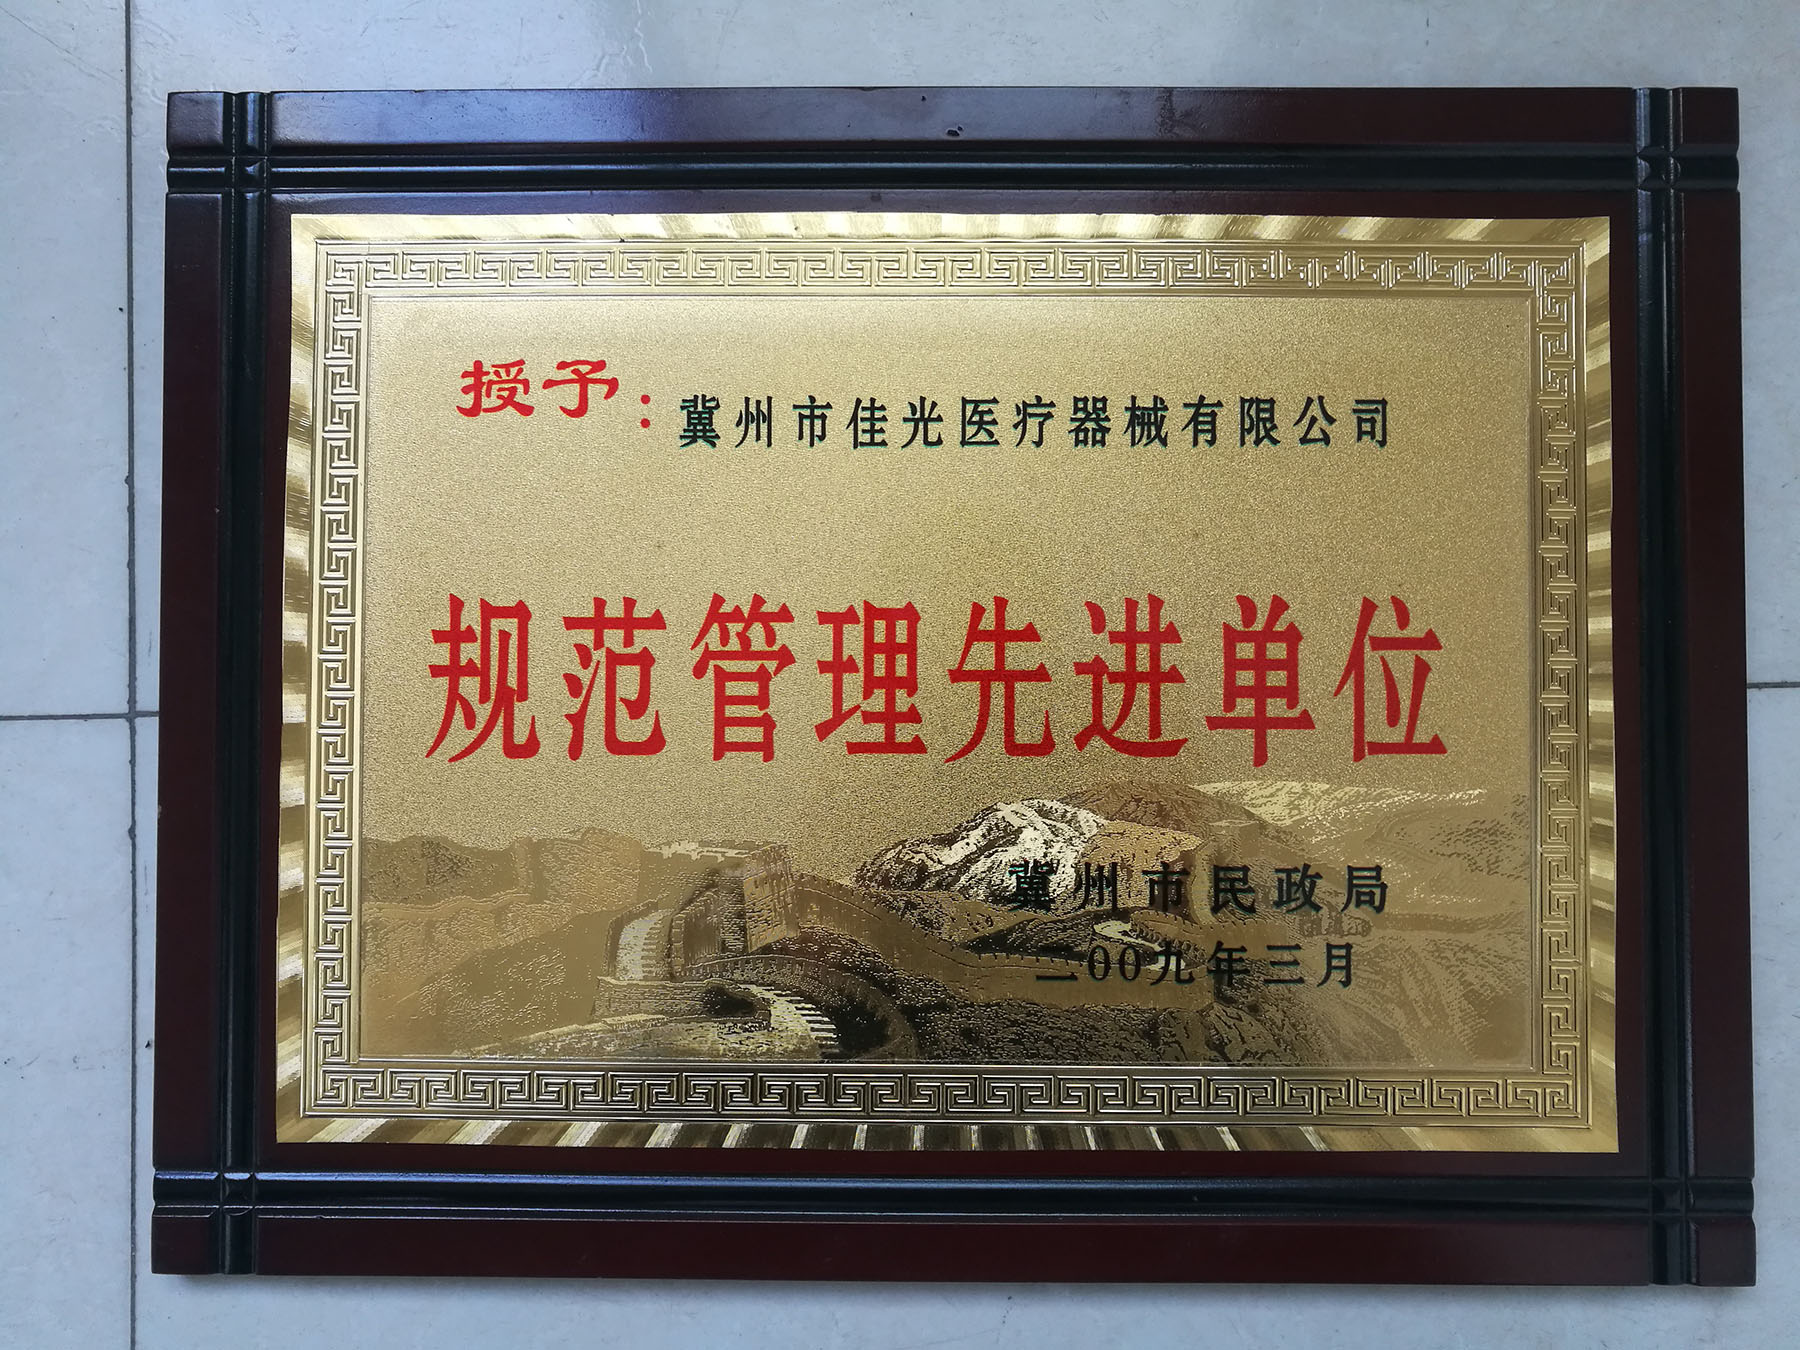 授予：冀州市佳光医疗器械有限公司
规范管理先进单位
冀州市民政局
二00九年三月